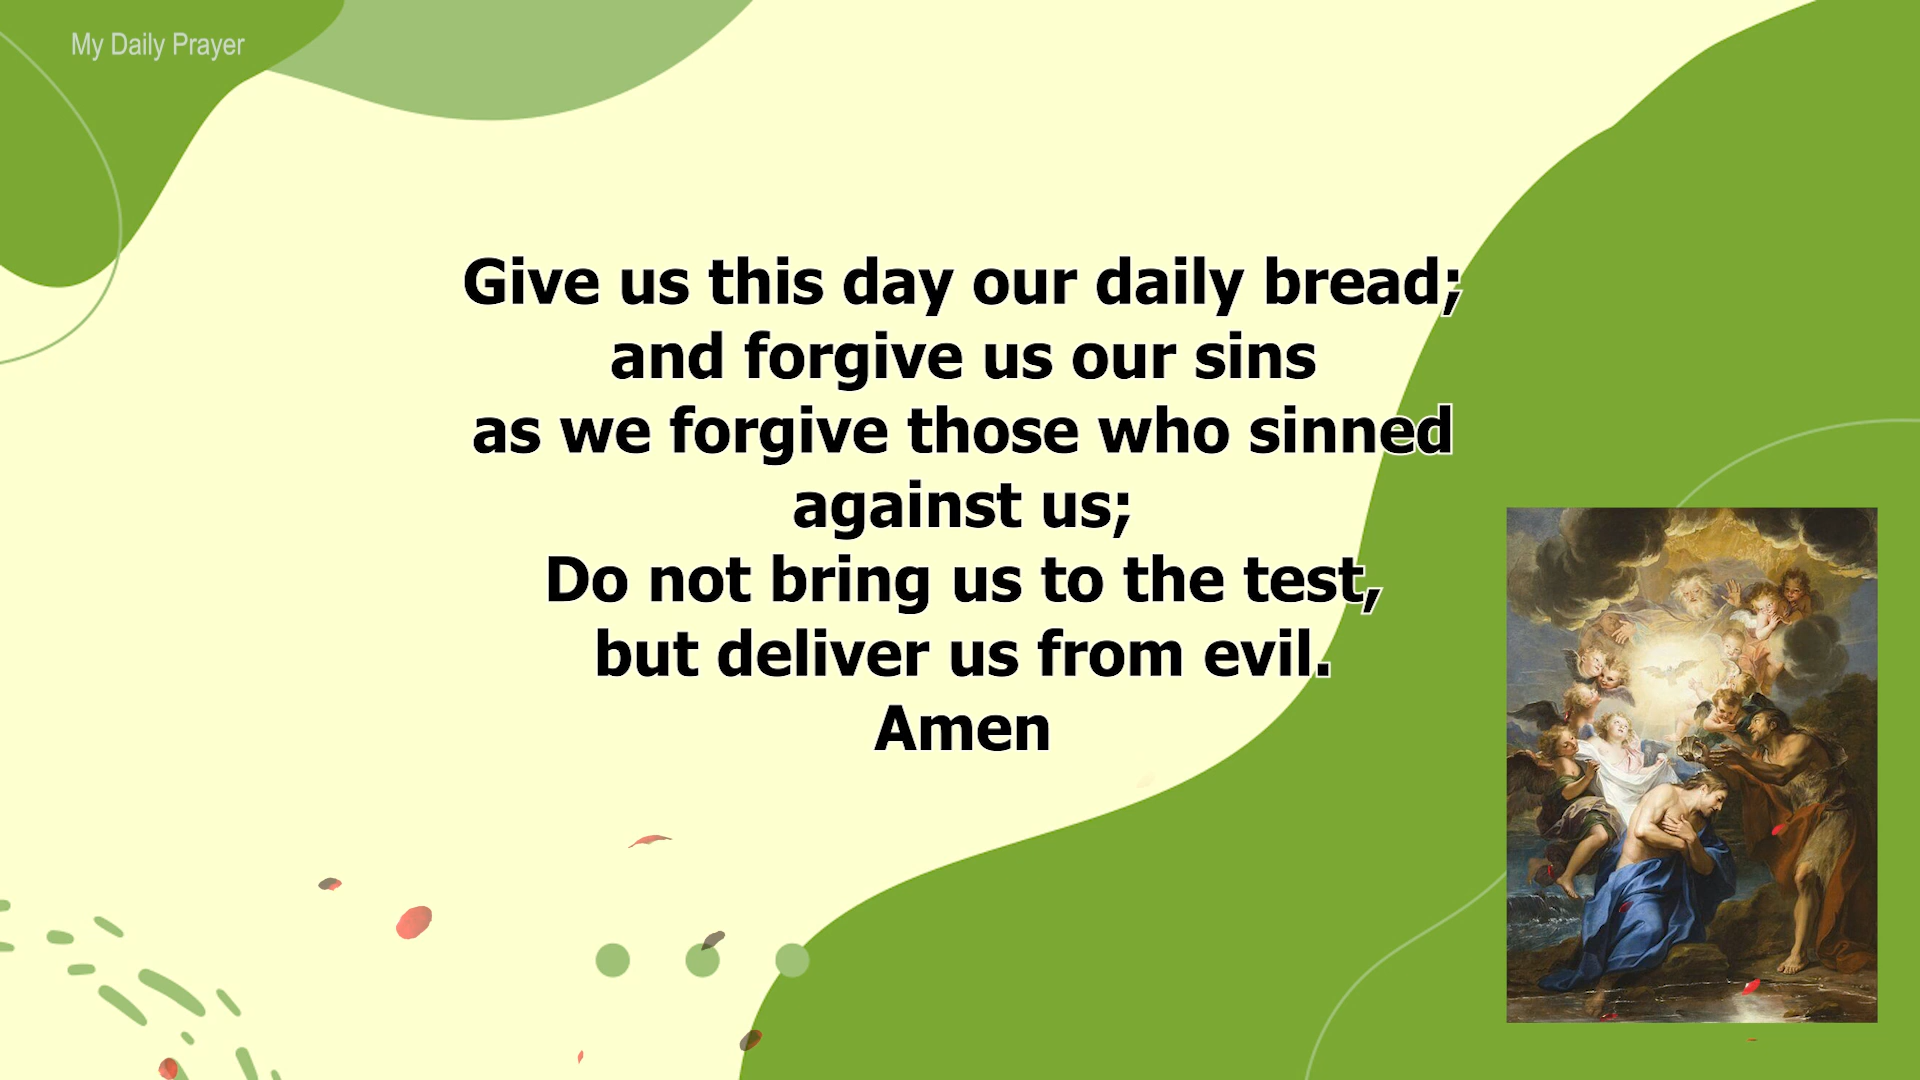 My Daily Prayer
Give us this day our daily bread;
and forgive us our sins
as we forgive those who sinned
against us;
Do not bring us to the test,
but deliver us from evil.
Amen